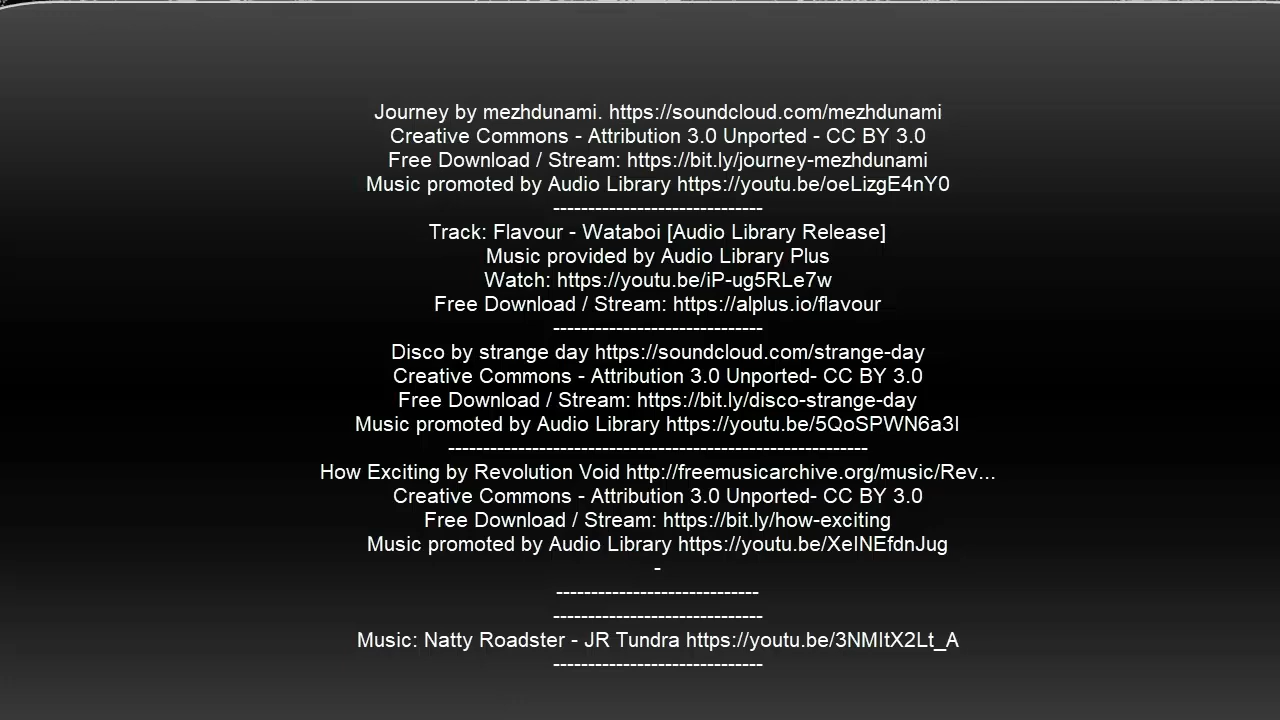 Journey by mezhdunami. https://soundcloud.com/mezhdunami
Creative Commons - Attribution 3.0 Unported - CC BY 3.0
Free Download / Stream: https://bit.ly/journey-mezhdunami
Music promoted by Audio Library https://youtu.be/oeLizgE4nY0
------------------------------
Track: Flavour - Wataboi [Audio Library Release]
Music provided by Audio Library Plus
Watch: https://youtu.be/iP-ug5RLe7w
Free Download / Stream: https://alplus.io/flavour
------------------------------
Disco by strange day https://soundcloud.com/strange-day
Creative Commons - Attribution 3.0 Unported- CC BY 3.0
Free Download / Stream: https://bit.ly/disco-strange-day
Music promoted by Audio Library https://youtu.be/5QoSPWN6a3I
------------------------------------------------------------
How Exciting by Revolution Void http://freemusicarchive.org/music/Rev...
Creative Commons - Attribution 3.0 Unported- CC BY 3.0
Free Download / Stream: https://bit.ly/how-exciting
Music promoted by Audio Library https://youtu.be/XeINEfdnJug
-
-----------------------------
------------------------------
Music: Natty Roadster - JR Tundra https://youtu.be/3NMItX2Lt_A
------------------------------